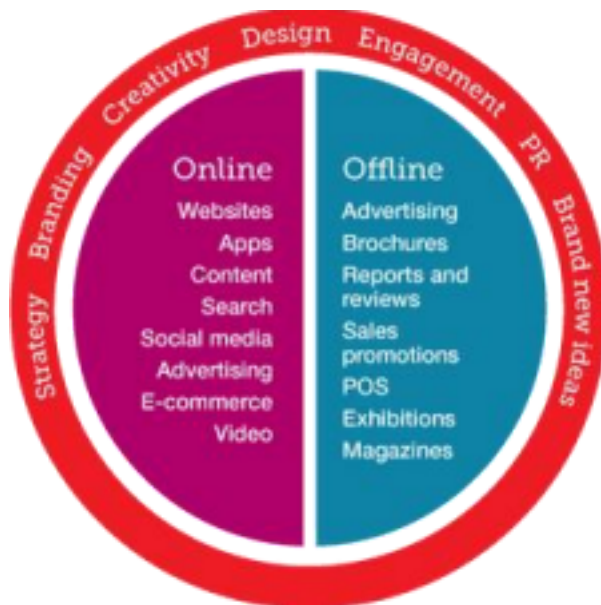 Strategy Branding Creativity Design Engagement PR Brand new ideas
Online
Websites
Apps
Content
Search
Social media
Advertising
E-commerce
Video
Offline
Advertising
Brochures
Reports and
reviews
Sales
promotions
POS
Exhibitions
Magazines